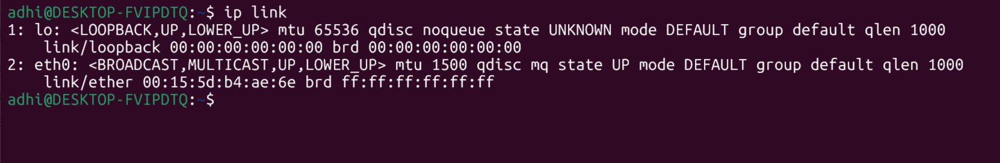 adhi@DESKTOP-FVIPDTQ:~$ ip link
1: lo: <LOOPBACK,UP,LOWER_UP> mtu 65536 qdisc noqueue state UNKNOWN mode DEFAULT group default qlen 1000
    link/loopback 00:00:00:00:00:00 brd 00:00:00:00:00:00
2: eth0: <BROADCAST,MULTICAST,UP,LOWER_UP> mtu 1500 qdisc mq state UP mode DEFAULT group default qlen 1000
    link/ether 00:15:5d:b4:ae:6e brd ff:ff:ff:ff:ff:ff
adhi@DESKTOP-FVIPDTQ:~$